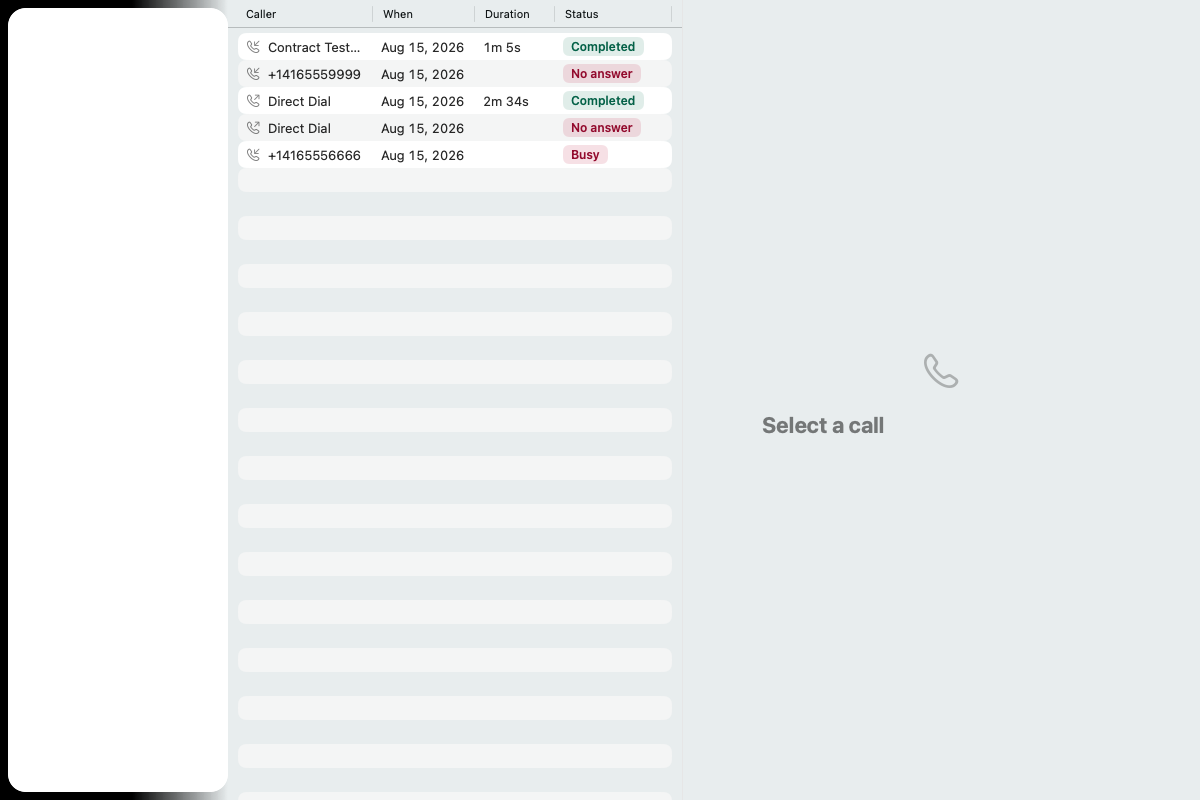 Caller When Duration Status
Contract Test... Aug 15, 2026 1m 5s Completed
+14165559999 Aug 15, 2026 No answer
Direct Dial Aug 15, 2026 2m 34s Completed
Direct Dial Aug 15, 2026 No answer
+14165556666 Aug 15, 2026 Busy
Select a call